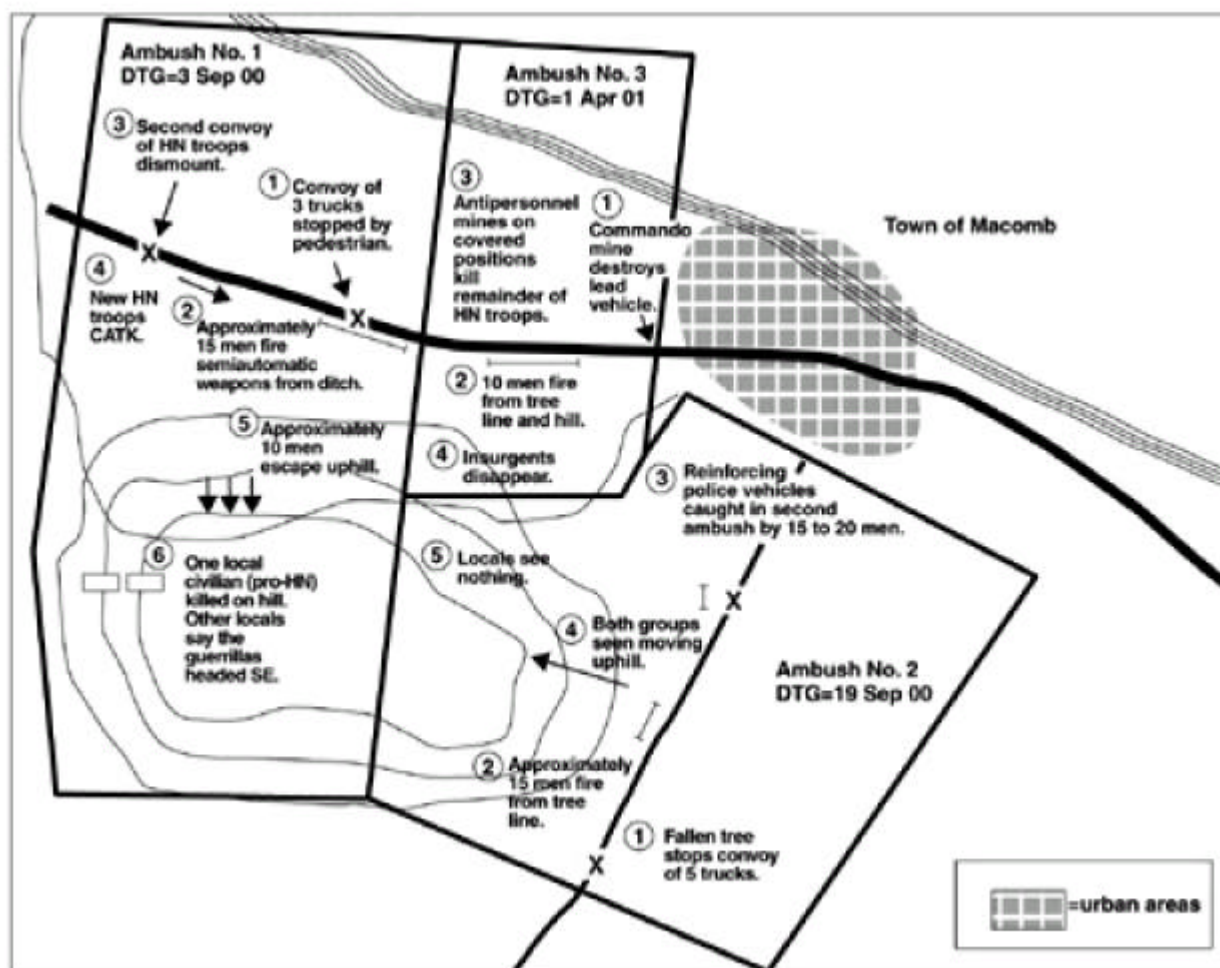 Ambush No. 1
DTG=3 Sep 00
3 Second convoy
of HN troops
dismount.
1 Convoy of
3 trucks
stopped by
pedestrian.
X
X
4
New HN
troops
CATK.
2
Approximately
15 men fire
semiautomatic
weapons from ditch.
5 Approximately
10 men
escape uphill.
6 One local
civilian (pro-HN)
killed on hill.
Other locals
say the
guerrillas
headed SE.
Ambush No. 3
DTG=1 Apr 01
3
Antipersonnel
mines on
covered
positions
kill
remainder of
HN troops.
1
Commando
mine
destroys
lead
vehicle.
2 10 men fire
from tree
line and hill.
4 Insurgents
disappear.
5 Locals see
nothing.
Town of Macomb
3 Reinforcing
police vehicles
caught in second
ambush by 15 to 20 men.
X
4 Both groups
seen moving
uphill.
Ambush No. 2
DTG=19 Sep 00
2 Approximately
15 men fire
from tree
line.
1 Fallen tree
stops convoy
of 5 trucks.
X
=urban areas